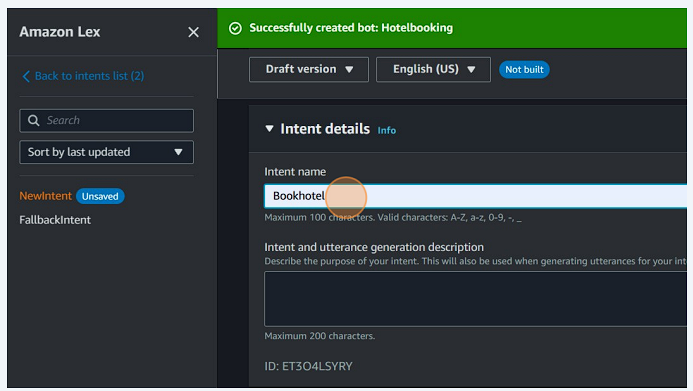 Amazon Lex
Successfully created bot: Hotelbooking
Back to intents list (2)
Search
Sort by last updated
NewIntent Unsaved
FallbackIntent
Draft version English (US) Not built
Intent details Info
Intent name
Bookhotel
Maximum 100 characters. Valid characters: A-Z, a-z, 0-9, -, _
Intent and utterance generation description
Describe the purpose of your intent. This will also be used when generating utterances for your
Maximum 200 characters.
ID: ET3O4LSYRY